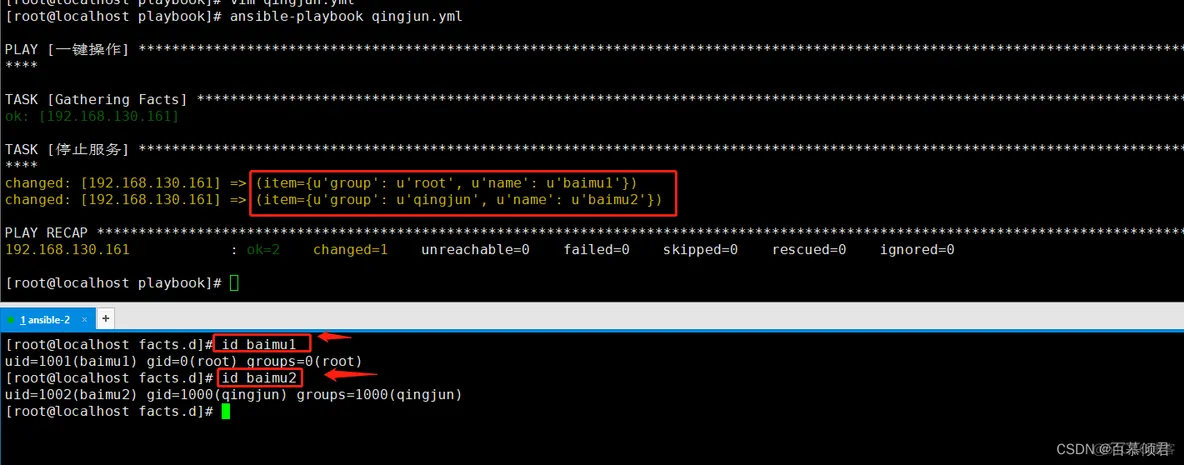 [root@localhost playbook]# vim qingjun.yml
[root@localhost playbook]# ansible-playbook qingjun.yml
PLAY [一键操作] ******************************************************************************************************************************
****
TASK [Gathering Facts] ***********************************************************************************************************************
ok: [192.168.130.161]
TASK [停止服务] ******************************************************************************************************************************
****
changed: [192.168.130.161] => (item={u'group': u'root', u'name': u'baimu1'})
changed: [192.168.130.161] => (item={u'group': u'qingjun', u'name': u'baimu2'})
PLAY RECAP ***********************************************************************************************************************************
192.168.130.161 : ok=2 changed=1 unreachable=0 failed=0 skipped=0 rescued=0 ignored=0
[root@localhost playbook]#
1 ansible-2 × +
[root@localhost facts.d]# id baimu1
uid=1001(baimu1) gid=0(root) groups=0(root)
[root@localhost facts.d]# id baimu2
uid=1002(baimu2) gid=1000(qingjun) groups=1000(qingjun)
[root@localhost facts.d]#
CSDN @百慕倾君